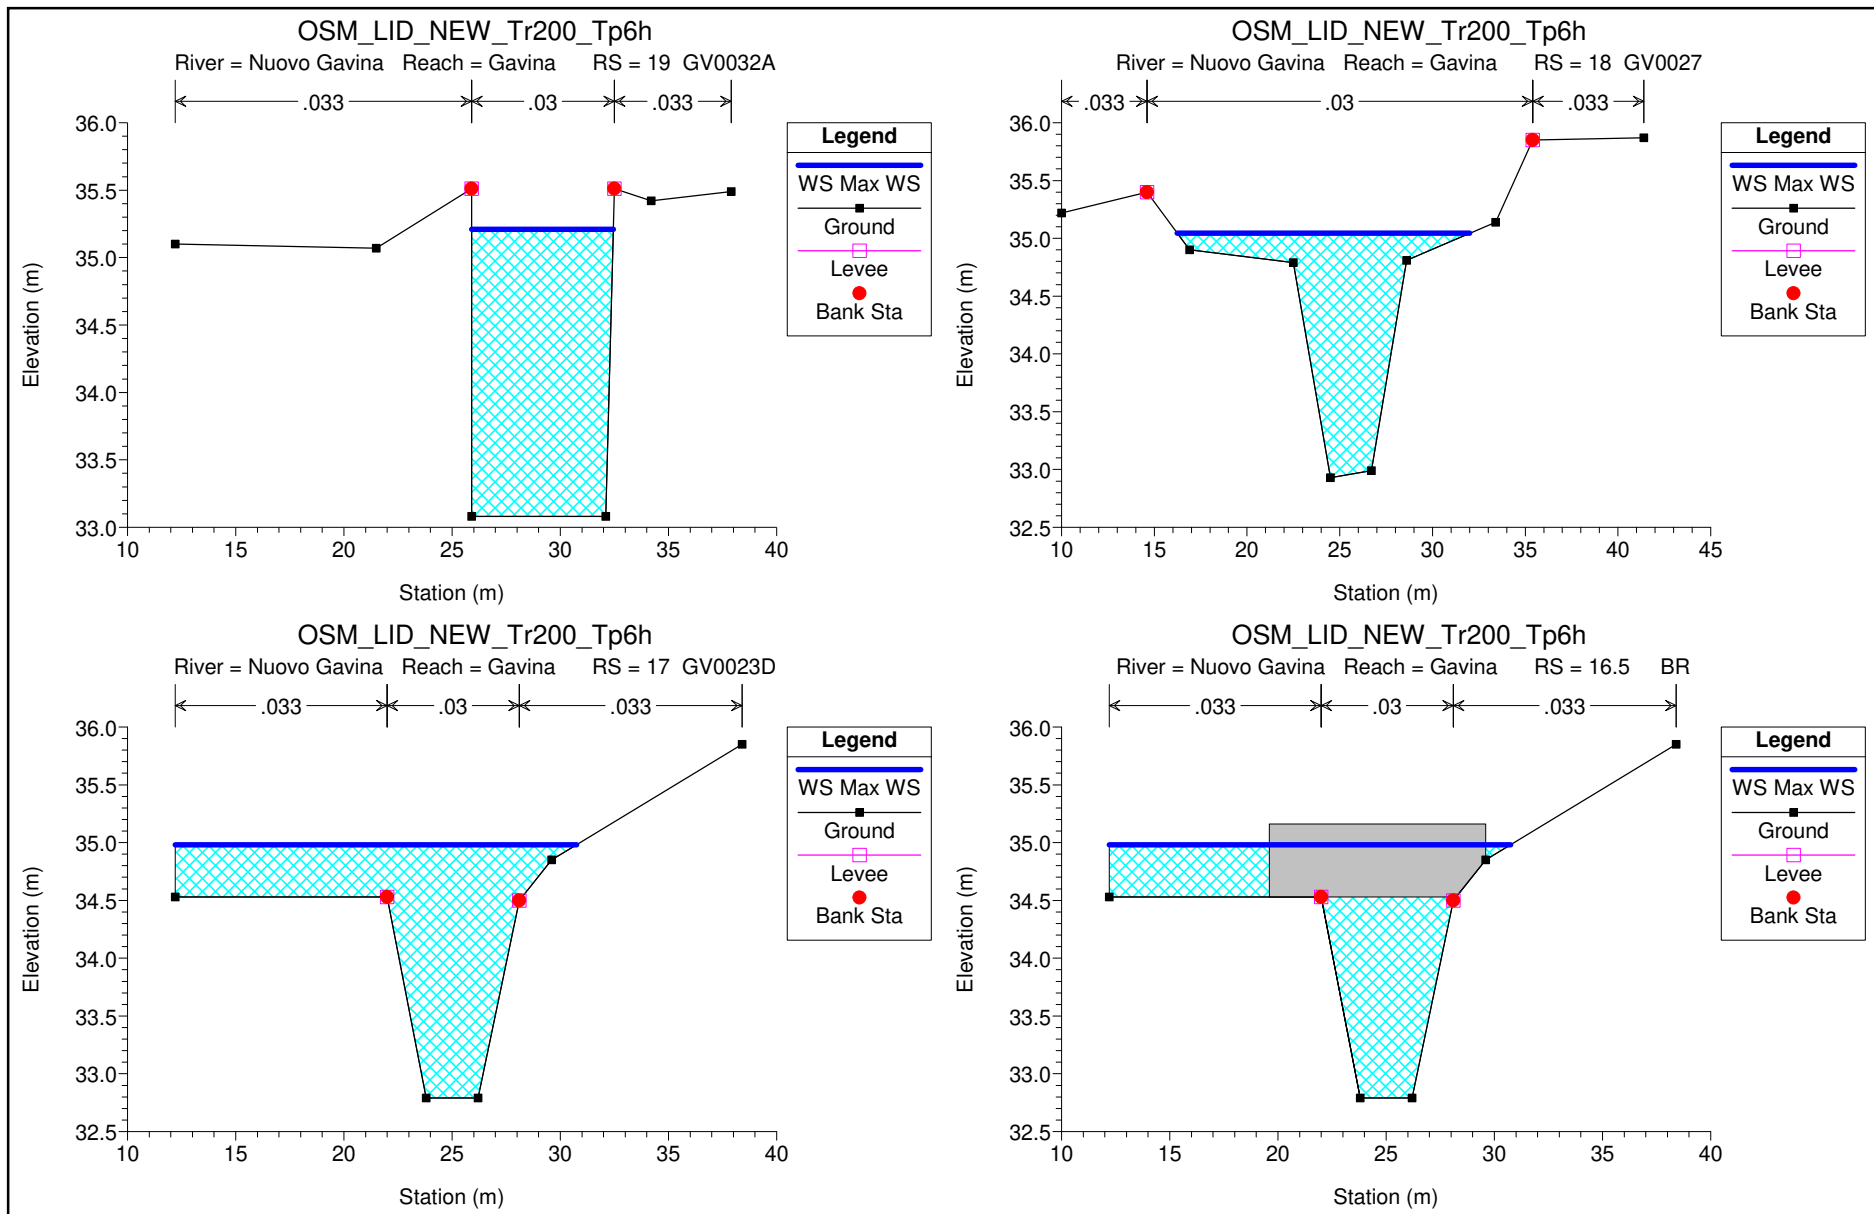 OSM_LID_NEW_Tr200_Tp6h
River = Nuovo Gavina Reach = Gavina RS = 19 GV0032A
.033 .03 .033
36.0
35.5
35.0
34.5
34.0
33.5
33.0
10 15 20 25 30 35 40
Station (m)
Elevation (m)
Legend
WS Max WS
Ground
Levee
Bank Sta
OSM_LID_NEW_Tr200_Tp6h
River = Nuovo Gavina Reach = Gavina RS = 18 GV0027
.033 .03 .033
36.0
35.5
35.0
34.5
34.0
33.5
33.0
32.5
10 15 20 25 30 35 40 45
Station (m)
Elevation (m)
Legend
WS Max WS
Ground
Levee
Bank Sta
OSM_LID_NEW_Tr200_Tp6h
River = Nuovo Gavina Reach = Gavina RS = 17 GV0023D
.033 .03 .033
36.0
35.5
35.0
34.5
34.0
33.5
33.0
32.5
10 15 20 25 30 35 40
Station (m)
Elevation (m)
Legend
WS Max WS
Ground
Levee
Bank Sta
OSM_LID_NEW_Tr200_Tp6h
River = Nuovo Gavina Reach = Gavina RS = 16.5 BR
.033 .03 .033
36.0
35.5
35.0
34.5
34.0
33.5
33.0
32.5
10 15 20 25 30 35 40
Station (m)
Elevation (m)
Legend
WS Max WS
Ground
Levee
Bank Sta